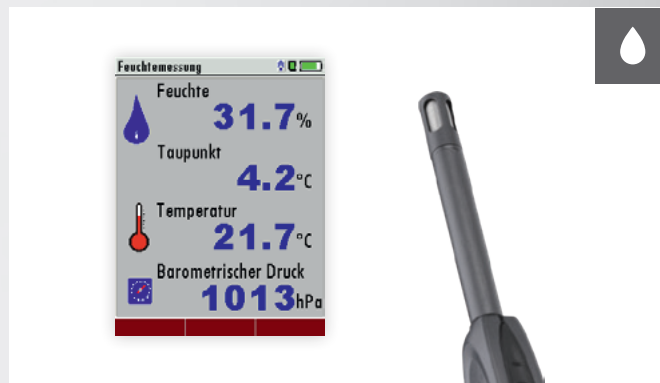 Feuchtemessung
Feuchte
31.7%
Taupunkt
4.2°C
Temperatur
21.7°C
Barometrischer Druck
1013hPa